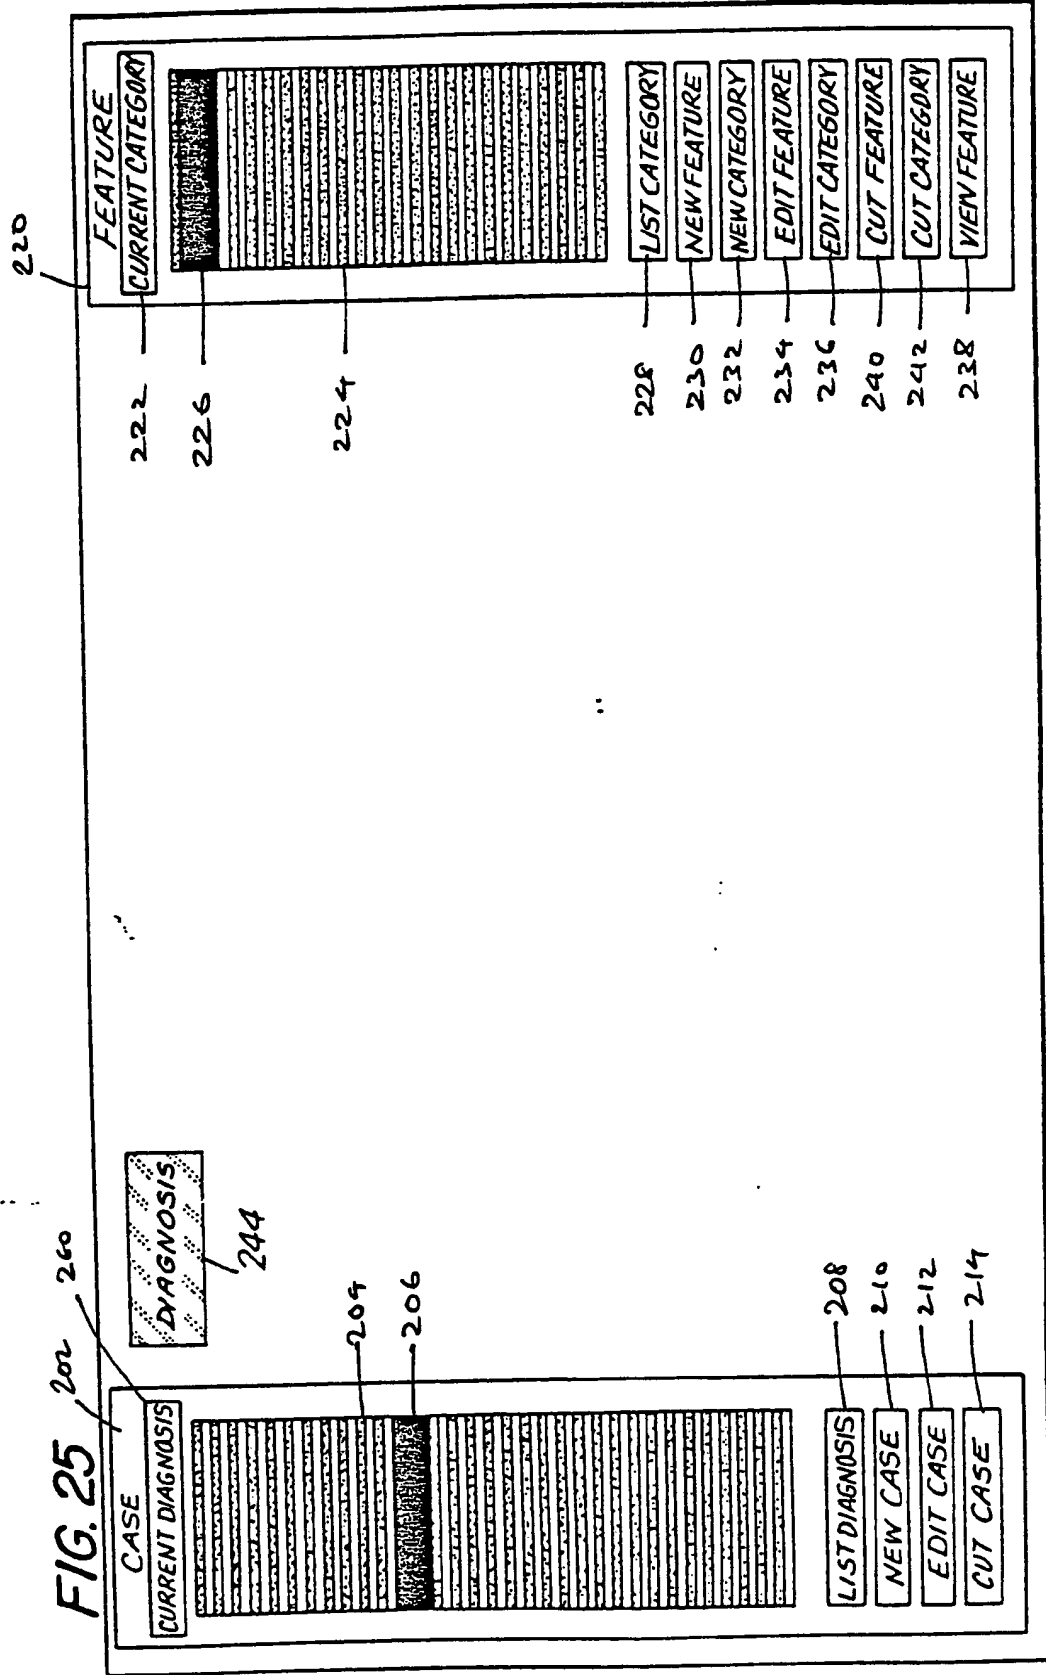 FIG. 25
202
260
CASE
CURRENT DIAGNOSIS
DIAGNOSIS
244
204
206
LIST DIAGNOSIS
208
NEW CASE
210
EDIT CASE
212
CUT CASE
214
220
FEATURE
CURRENT CATEGORY
222
226
224
LIST CATEGORY
228
NEW FEATURE
230
NEW CATEGORY
232
EDIT FEATURE
234
EDIT CATEGORY
236
CUT FEATURE
240
CUT CATEGORY
242
VIEW FEATURE
238